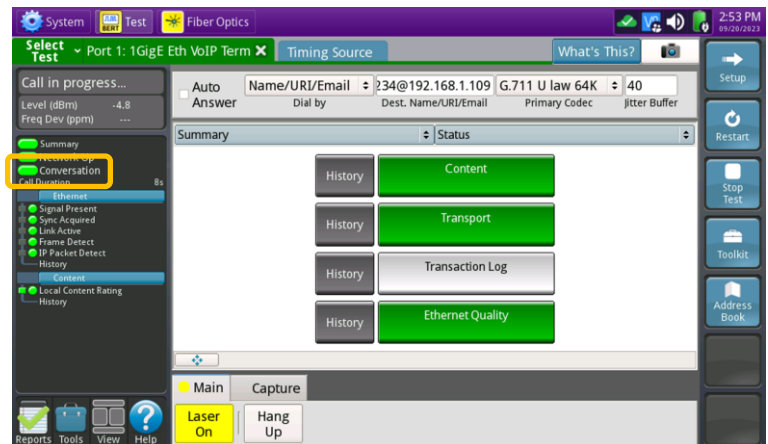 System
AM
BERT
Test
Fiber Optics
2:53 PM
09/20/2023
Select
Test
Port 1: 1GigE Eth VoIP Term
Timing Source
What's This?
Call in progress...
Level (dBm) -4.8
Freq Dev (ppm) ---
Auto
Answer
Name/URI/Email
Dial by
234@192.168.1.109
Dest. Name/URI/Email
G.711 U law 64K
Primary Codec
40
Jitter Buffer
Summary
Status
Summary
Network Up
Conversation
Call Duration 8s
Ethernet
Signal Present
Sync Acquired
Link Active
Frame Detect
IP Packet Detect
History
Content
Local Content Rating
History
History
Content
History
Transport
History
Transaction Log
History
Ethernet Quality
Main
Capture
Laser
On
Hang
Up
Reports
Tools
View
Help
Setup
Restart
Stop
Test
Toolkit
Address
Book